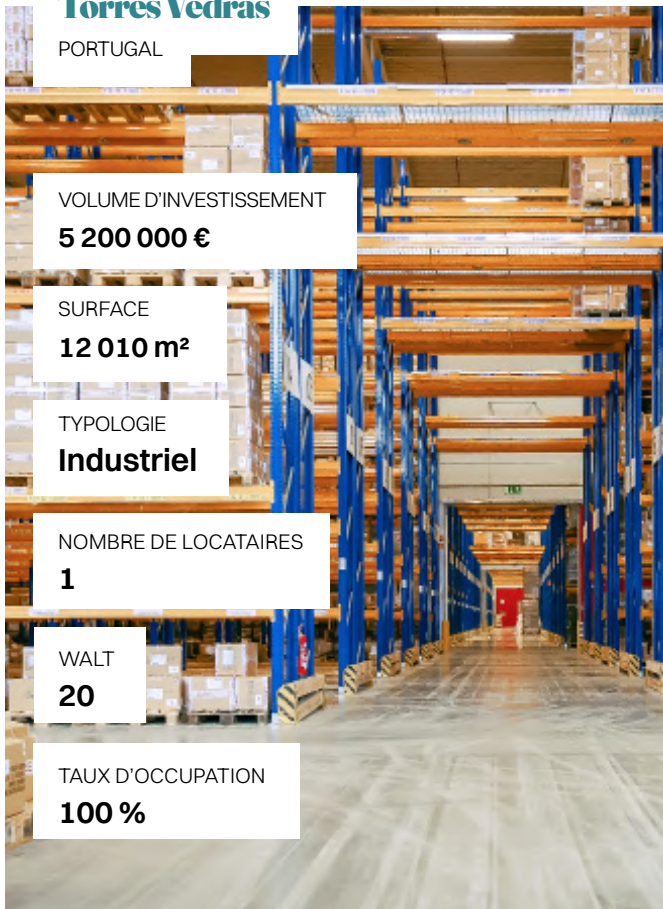 Torres Vedras
PORTUGAL
VOLUME D'INVESTISSEMENT
5 200 000 €
SURFACE
12 010 m²
TYPOLOGIE
Industriel
NOMBRE DE LOCATAIRES
1
WALT
20
TAUX D'OCCUPATION
100 %